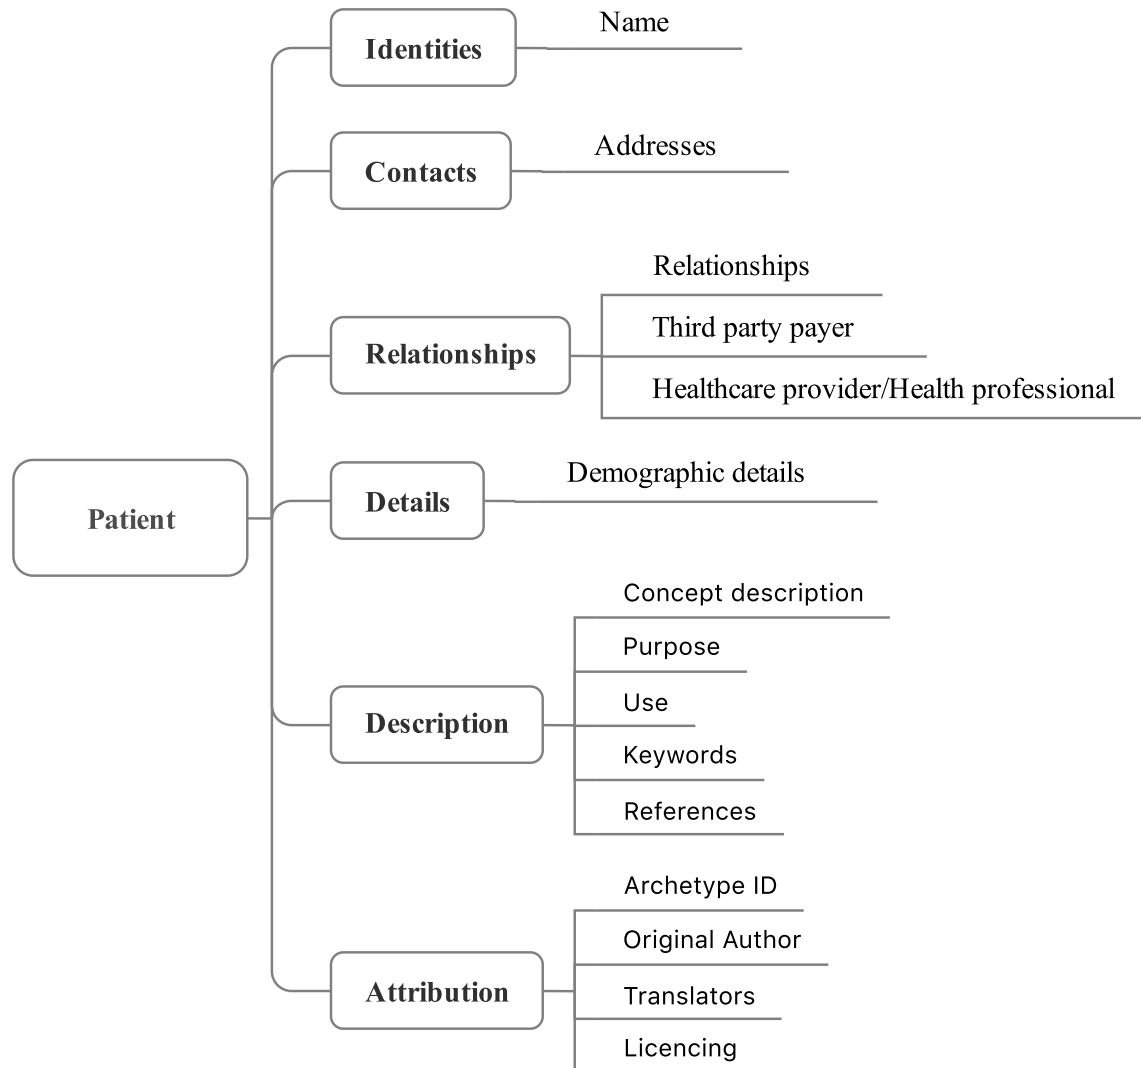 Identities
Name
Contacts
Addresses
Relationships
Relationships
Third party payer
Healthcare provider/Health professional
Patient
Details
Demographic details
Description
Concept description
Purpose
Use
Keywords
References
Attribution
Archetype ID
Original Author
Translators
Licencing